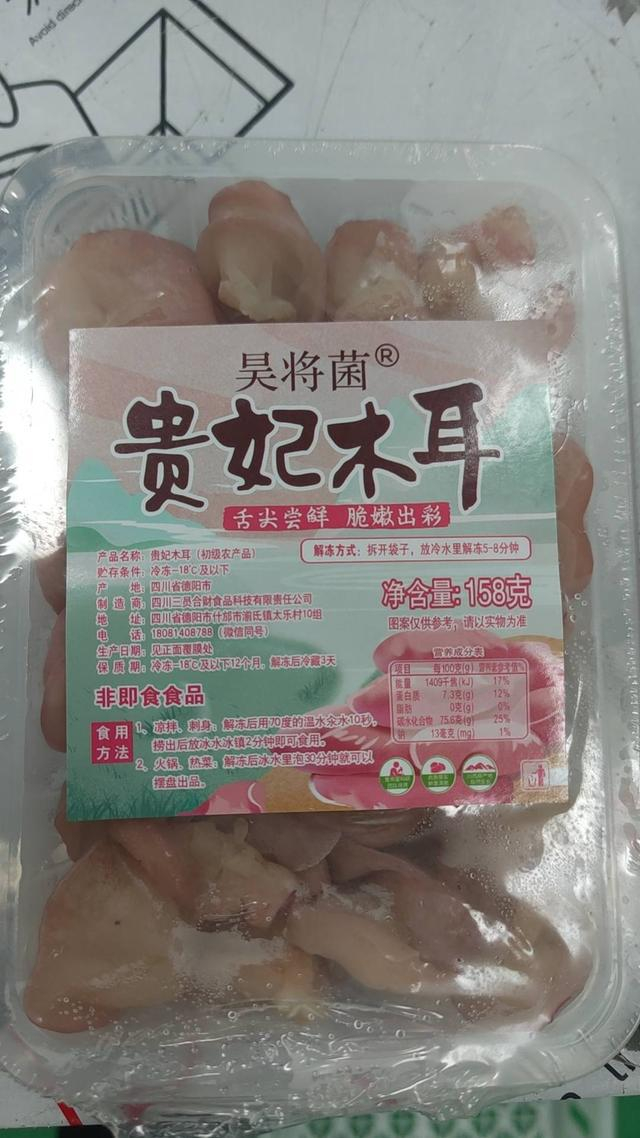 Avoid direc
昊将菌®
贵妃木耳
舌尖尝鲜 脆嫩出彩
产品名称：贵妃木耳（初级农产品）
贮存条件：冷冻-18℃及以下
产 地：四川省德阳市
制造商：四川三员合财食品科技有限责任公司
地 址：四川省德阳市什邡市湔氐镇太乐村10组
电 话：18081408788（微信同号）
生产日期：见正面覆膜处
保质期：冷冻-18℃及以下12个月，解冻后冷藏3天
解冻方式：拆开袋子，放冷水里解冻5-8分钟
净含量：158克
图案仅供参考，请以实物为准
营养成分表
项目 每100克(g) 营养素参考值%
能量 1409千焦(kJ) 17%
蛋白质 7.3克(g) 12%
脂肪 0克(g) 0%
碳水化合物 75.6克(g) 25%
钠 13毫克(mg) 1%
非即食食品
食用方法
1、凉拌、刺身：解冻后用70度的温水汆水10秒，
捞出后放冰水冰镇2分钟即可食用。
2、火锅、热菜：解冻后冰水里泡30分钟就可以
摆盘出品。